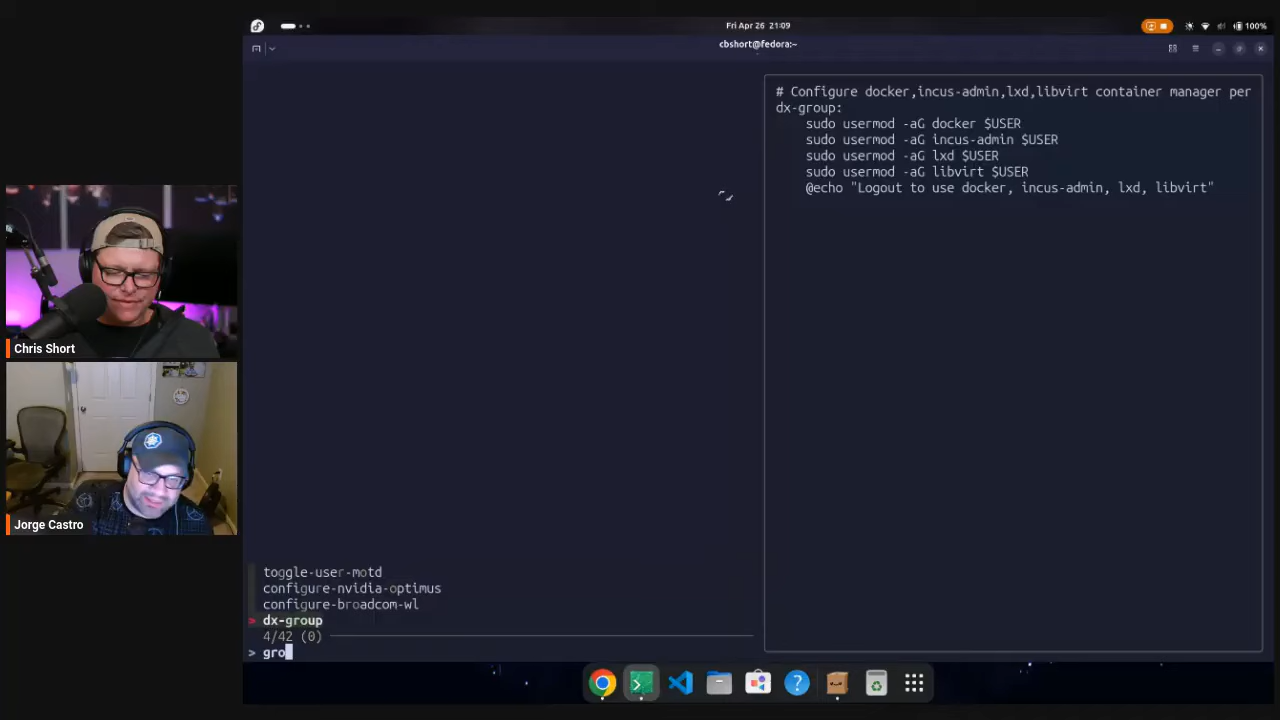 Fri Apr 26 21:09
100%
cbshort@fedora:~
# Configure docker,incus-admin,lxd,libvirt container manager per
dx-group:
sudo usermod -aG docker $USER
sudo usermod -aG incus-admin $USER
sudo usermod -aG lxd $USER
sudo usermod -aG libvirt $USER
@echo "Logout to use docker, incus-admin, lxd, libvirt"
Chris Short
Jorge Castro
toggle-user-motd
configure-nvidia-optimus
configure-broadcom-wl
> dx-group
4/42 (0)
> gro